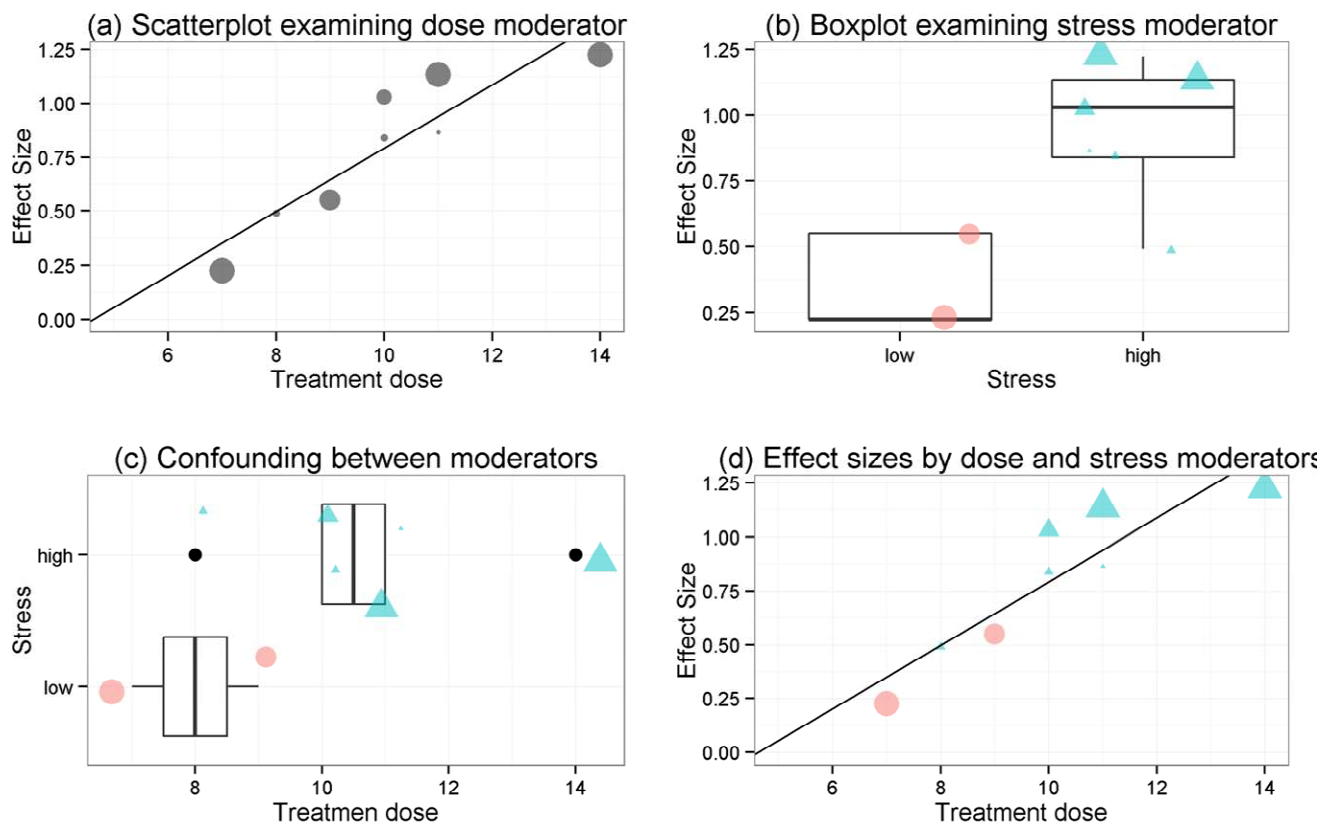 (a) Scatterplot examining dose moderator
1.25
1.00
0.75
0.50
0.25
0.00
Effect Size
6 8 10 12 14
Treatment dose
(b) Boxplot examining stress moderator
1.25
1.00
0.75
0.50
0.25
Effect Size
low high
Stress
(c) Confounding between moderators
high
low
Stress
8 10 12 14
Treatmen dose
(d) Effect sizes by dose and stress moderators
1.25
1.00
0.75
0.50
0.25
0.00
Effect Size
6 8 10 12 14
Treatment dose